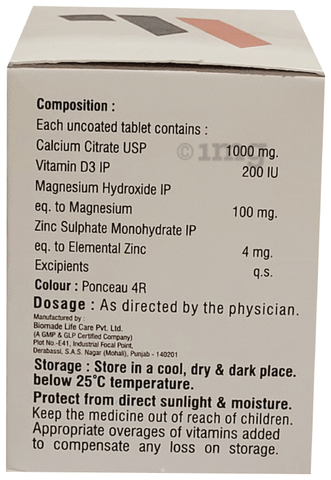 Composition :
Each uncoated tablet contains :
Calcium Citrate USP 1000 mg.
Vitamin D3 IP 200 IU
Magnesium Hydroxide IP
eq. to Magnesium 100 mg.
Zinc Sulphate Monohydrate IP
eq. to Elemental Zinc 4 mg.
Excipients q.s.
Colour : Ponceau 4R
Dosage : As directed by the physician.
Manufactured by :
Biomade Life Care Pvt. Ltd.
(A GMP & GLP Certified Company)
Plot No.-E41, Industrial Focal Point,
Derabassi, S.A.S. Nagar (Mohali), Punjab - 140201
Storage : Store in a cool, dry & dark place.
below 25°C temperature.
Protect from direct sunlight & moisture.
Keep the medicine out of reach of children.
Appropriate overages of vitamins added
to compensate any loss on storage.
©1mg